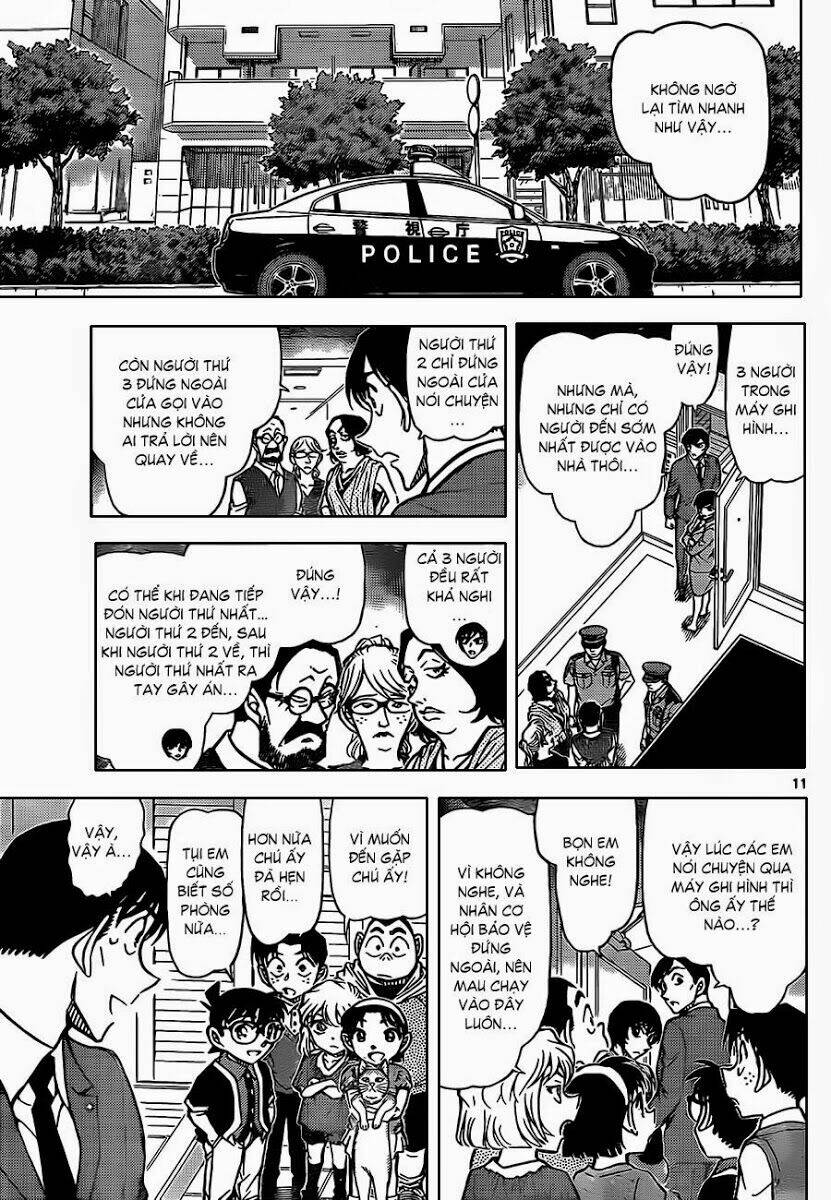 KHÔNG NGỜ
LẠI TÌM NHANH
NHƯ VẬY...
警視庁
POLICE
3 NGƯỜI
TRONG
MÁY GHI
HÌNH...
ĐÚNG
VẬY!
NHƯNG MÀ,
NHƯNG CHỈ CÓ
NGƯỜI ĐẾN SỚM
NHẤT ĐƯỢC VÀO
NHÀ THÔI...
NGƯỜI THỨ
2 CHỈ ĐỨNG
NGOÀI CỬA
NÓI CHUYỆN
...
CÒN NGƯỜI THỨ
3 ĐỨNG NGOÀI
CỬA GỌI VÀO
NHƯNG KHÔNG
AI TRẢ LỜI NÊN
QUAY VỀ...
CẢ 3 NGƯỜI
ĐỀU RẤT
KHẢ NGHI
...
ĐÚNG
VẬY...!
CÓ THỂ KHI ĐANG TIẾP
ĐÓN NGƯỜI THỨ NHẤT...
NGƯỜI THỨ 2 ĐẾN, SAU
KHI NGƯỜI THỨ 2 VỀ, THÌ
NGƯỜI THỨ NHẤT RA
TAY GÂY ÁN...
11
VẬY LÚC CÁC EM
NÓI CHUYỆN QUA
MÁY GHI HÌNH THÌ
ÔNG ẤY THẾ
NÀO...?
BỌN EM
KHÔNG
NGHE!
VÌ KHÔNG
NGHE, VÀ
NHÂN CƠ
HỘI BẢO VỆ
ĐỨNG
NGOÀI, NÊN
MAU CHẠY
VÀO ĐÂY
LUÔN...
VÌ MUỐN
ĐẾN GẶP
CHÚ ẤY!
HƠN NỮA
CHÚ ẤY
ĐÃ HẸN
RỒI...
TỤI EM
CŨNG
BIẾT SỐ
PHÒNG
NỮA...
VẬY,
VẬY À...